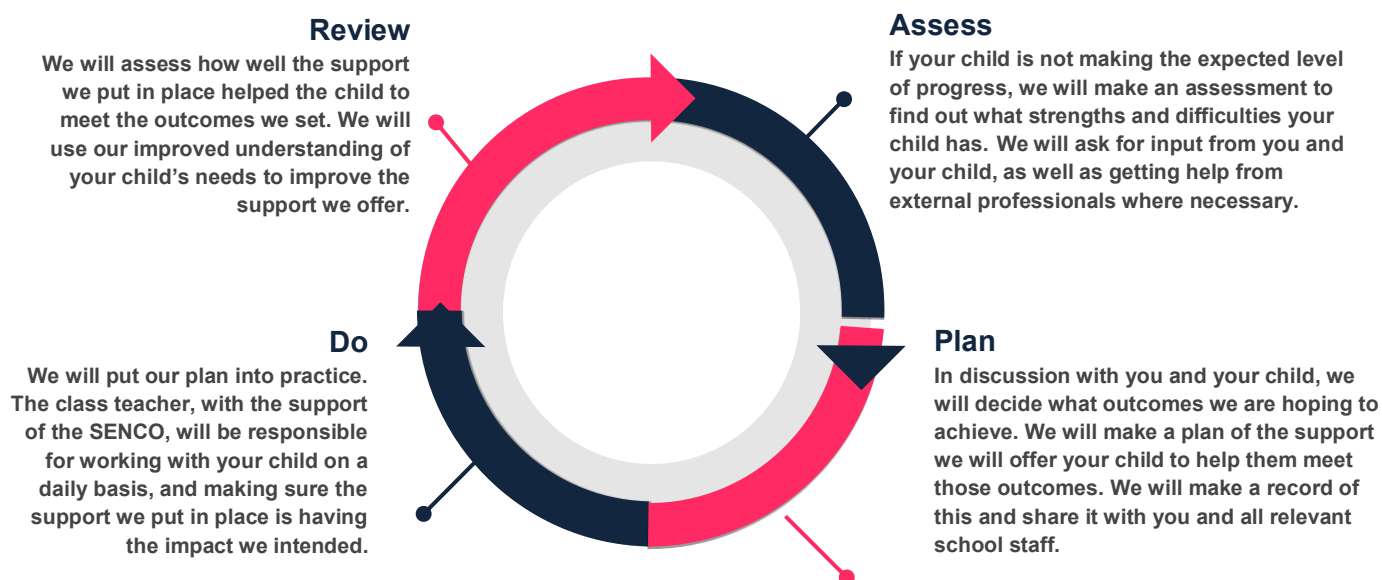 Review
We will assess how well the support
we put in place helped the child to
meet the outcomes we set. We will
use our improved understanding of
your child’s needs to improve the
support we offer.
Assess
If your child is not making the expected level
of progress, we will make an assessment to
find out what strengths and difficulties your
child has. We will ask for input from you and
your child, as well as getting help from
external professionals where necessary.
Do
We will put our plan into practice.
The class teacher, with the support
of the SENCO, will be responsible
for working with your child on a
daily basis, and making sure the
support we put in place is having
the impact we intended.
Plan
In discussion with you and your child, we
will decide what outcomes we are hoping to
achieve. We will make a plan of the support
we will offer your child to help them meet
those outcomes. We will make a record of
this and share it with you and all relevant
school staff.